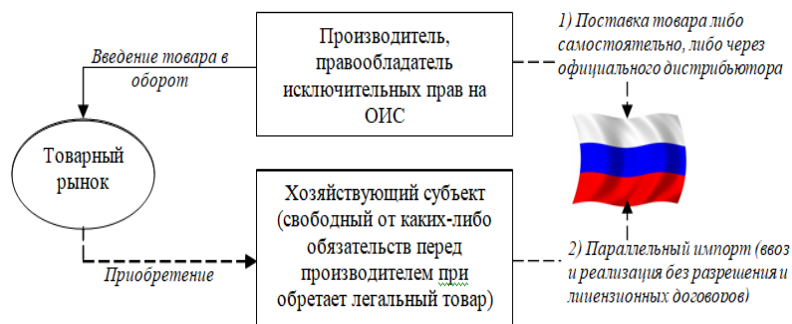 Введение товара в
оборот
Производитель,
правообладатель
исключительных прав на
ОИС
1) Поставка товара либо
самостоятельно, либо через
официального дистрибьютора
Товарный
рынок
Хозяйствующий субъект
(свободный от каких-либо
обязательств перед
производителем при
обретает легальный товар)
Приобретение
2) Параллельный импорт (ввоз
и реализация без разрешения и
лицензионных договоров)